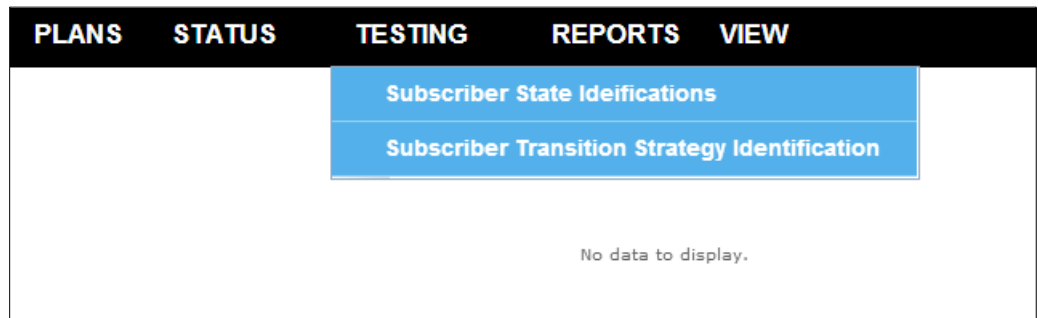 PLANS STATUS TESTING REPORTS VIEW
Subscriber State Ideifications
Subscriber Transition Strategy Identification
No data to display.